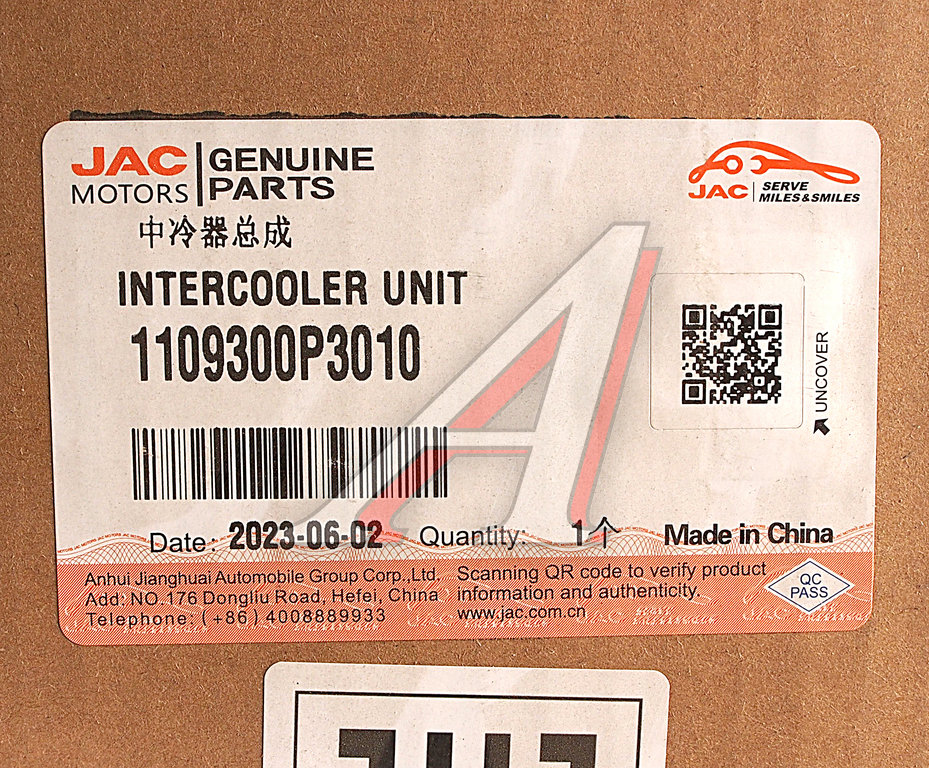 JAC
MOTORS
GENUINE
PARTS
JAC
SERVE
MILES&SMILES
中冷器总成
INTERCOOLER UNIT
1109300P3010
UNCOVER
Date: 2023-06-02
Quantity: 1个
Made in China
Anhui Jianghuai Automobile Group Corp.,Ltd.
Add: NO.176 Dongliu Road, Hefei, China
Telephone: (+86) 4008889933
Scanning QR code to verify product
information and authenticity.
www.jac.com.cn
QC
PASS